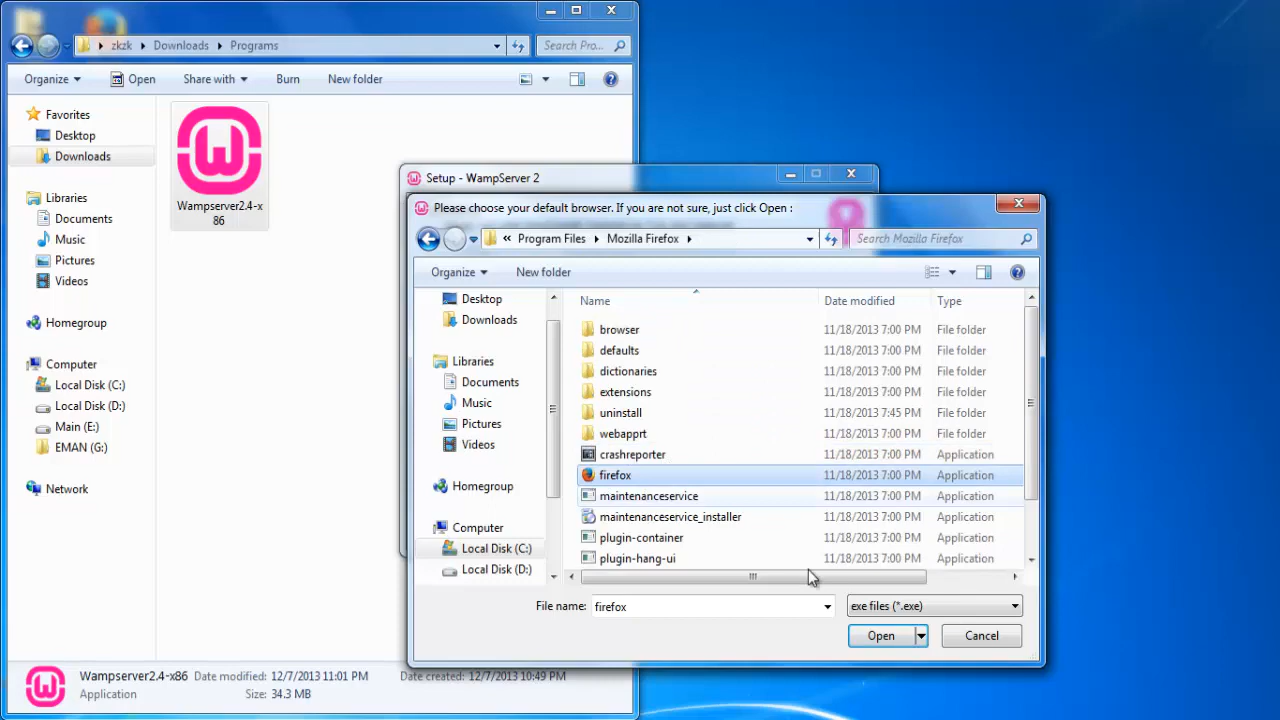 zkzk Downloads Programs
Search Pro...
Organize Open Share with Burn New folder
Favorites
Desktop
Downloads
Libraries
Documents
Music
Pictures
Videos
Homegroup
Computer
Local Disk (C:)
Local Disk (D:)
Main (E:)
EMAN (G:)
Network
Wampserver2.4-x
86
Wampserver2.4-x86 Date modified: 12/7/2013 11:01 PM Date created: 12/7/2013 10:49 PM
Application Size: 34.3 MB
Setup - WampServer 2
Please choose your default browser. If you are not sure, just click Open :
« Program Files Mozilla Firefox
Search Mozilla Firefox
Organize New folder
Desktop
Downloads
Libraries
Documents
Music
Pictures
Videos
Homegroup
Computer
Local Disk (C:)
Local Disk (D:)
Name Date modified Type
browser 11/18/2013 7:00 PM File folder
defaults 11/18/2013 7:00 PM File folder
dictionaries 11/18/2013 7:00 PM File folder
extensions 11/18/2013 7:00 PM File folder
uninstall 11/18/2013 7:45 PM File folder
webapprt 11/18/2013 7:00 PM File folder
crashreporter 11/18/2013 7:00 PM Application
firefox 11/18/2013 7:00 PM Application
maintenanceservice 11/18/2013 7:00 PM Application
maintenanceservice_installer 11/18/2013 7:00 PM Application
plugin-container 11/18/2013 7:00 PM Application
plugin-hang-ui 11/18/2013 7:00 PM Application
File name: firefox exe files (*.exe)
Open Cancel